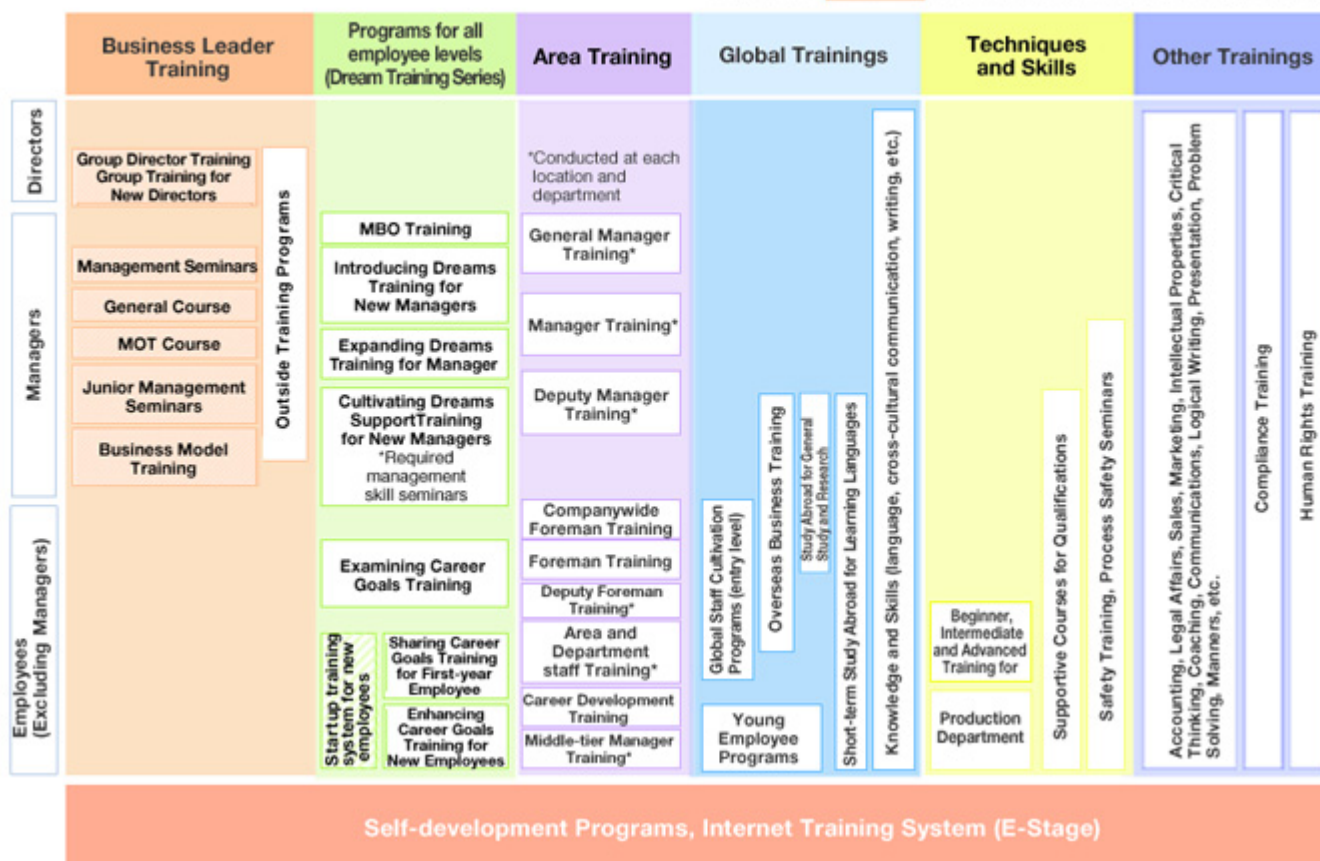 Business Leader
Training
Programs for all
employee levels
(Dream Training Series)
Area Training
Global Trainings
Techniques
and Skills
Other Trainings
Directors
Managers
Employees
(Excluding Managers)
Group Director Training
Group Training for
New Directors
Management Seminars
General Course
MOT Course
Junior Management
Seminars
Business Model
Training
Outside Training Programs
MBO Training
Introducing Dreams
Training for
New Managers
Expanding Dreams
Training for Manager
Cultivating Dreams
SupportTraining
for New Managers
*Required
management
skill seminars
Examining Career
Goals Training
Startup training
system for new
employees
Sharing Career
Goals Training
for First-year
Employee
Enhancing
Career Goals
Training for
New Employees
*Conducted at each
location and
department
General Manager
Training*
Manager Training*
Deputy Manager
Training*
Companywide
Foreman Training
Foreman Training
Deputy Foreman
Training*
Area and
Department
staff Training*
Career Development
Training
Middle-tier Manager
Training*
Global Staff Cultivation
Programs (entry level)
Overseas Business Training
Study Abroad for General
Study and Research
Short-term Study Abroad for Learning Languages
Knowledge and Skills (language, cross-cultural communication, writing, etc.)
Young
Employee
Programs
Beginner,
Intermediate
and Advanced
Training for
Production
Department
Supportive Courses for Qualifications
Safety Training, Process Safety Seminars
Accounting, Legal Affairs, Sales, Marketing, Intellectual Properties, Critical
Thinking, Coaching, Communications, Logical Writing, Presentation, Problem
Solving, Manners, etc.
Compliance Training
Human Rights Training
Self-development Programs, Internet Training System (E-Stage)